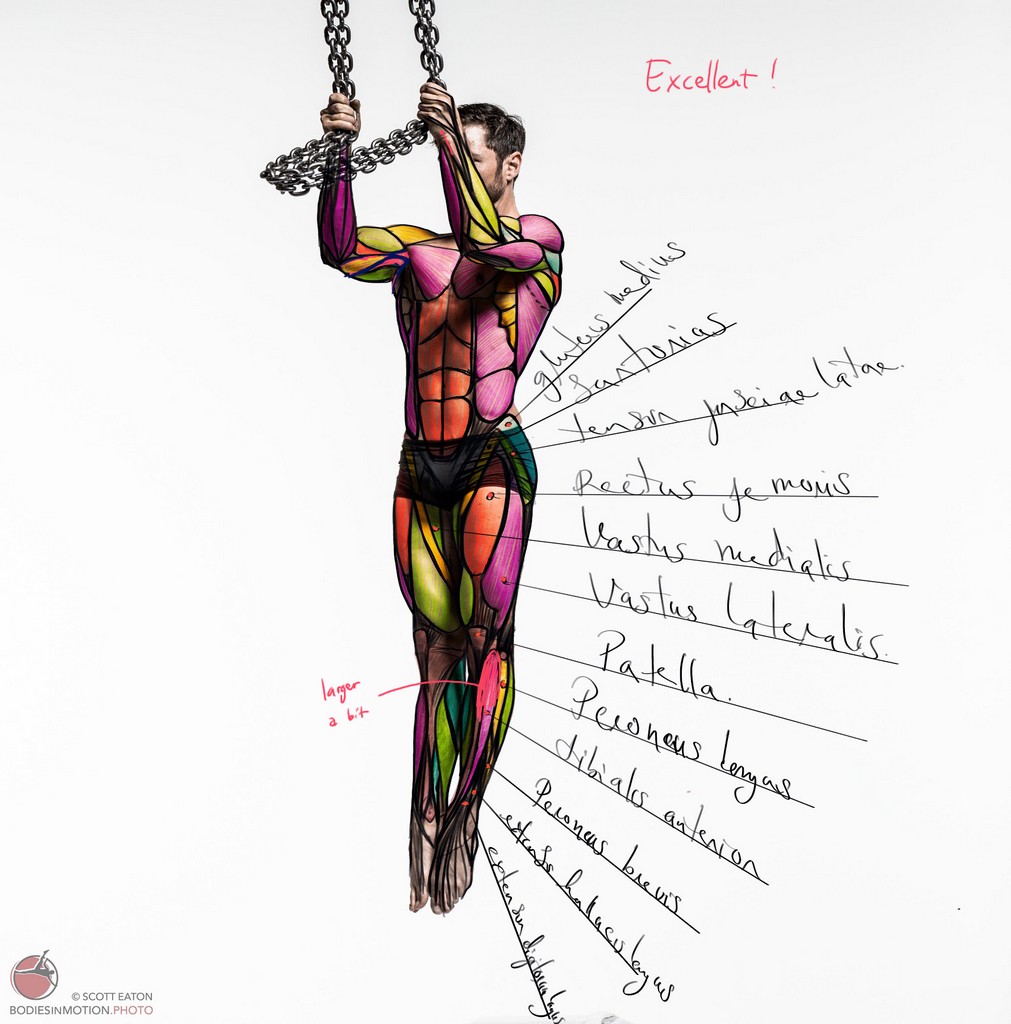 Excellent!
gluteus medius
Sartorius
tensor fasciae latae.
Rectus femoris
Vastus medialis
Vastus lateralis.
Patella.
Peroneus longus
tibialis anterior
larger
a bit
Peroneus brevis
extensor hallucis longus
extensor digitorum longus
© SCOTT EATON
BODIESINMOTION.PHOTO